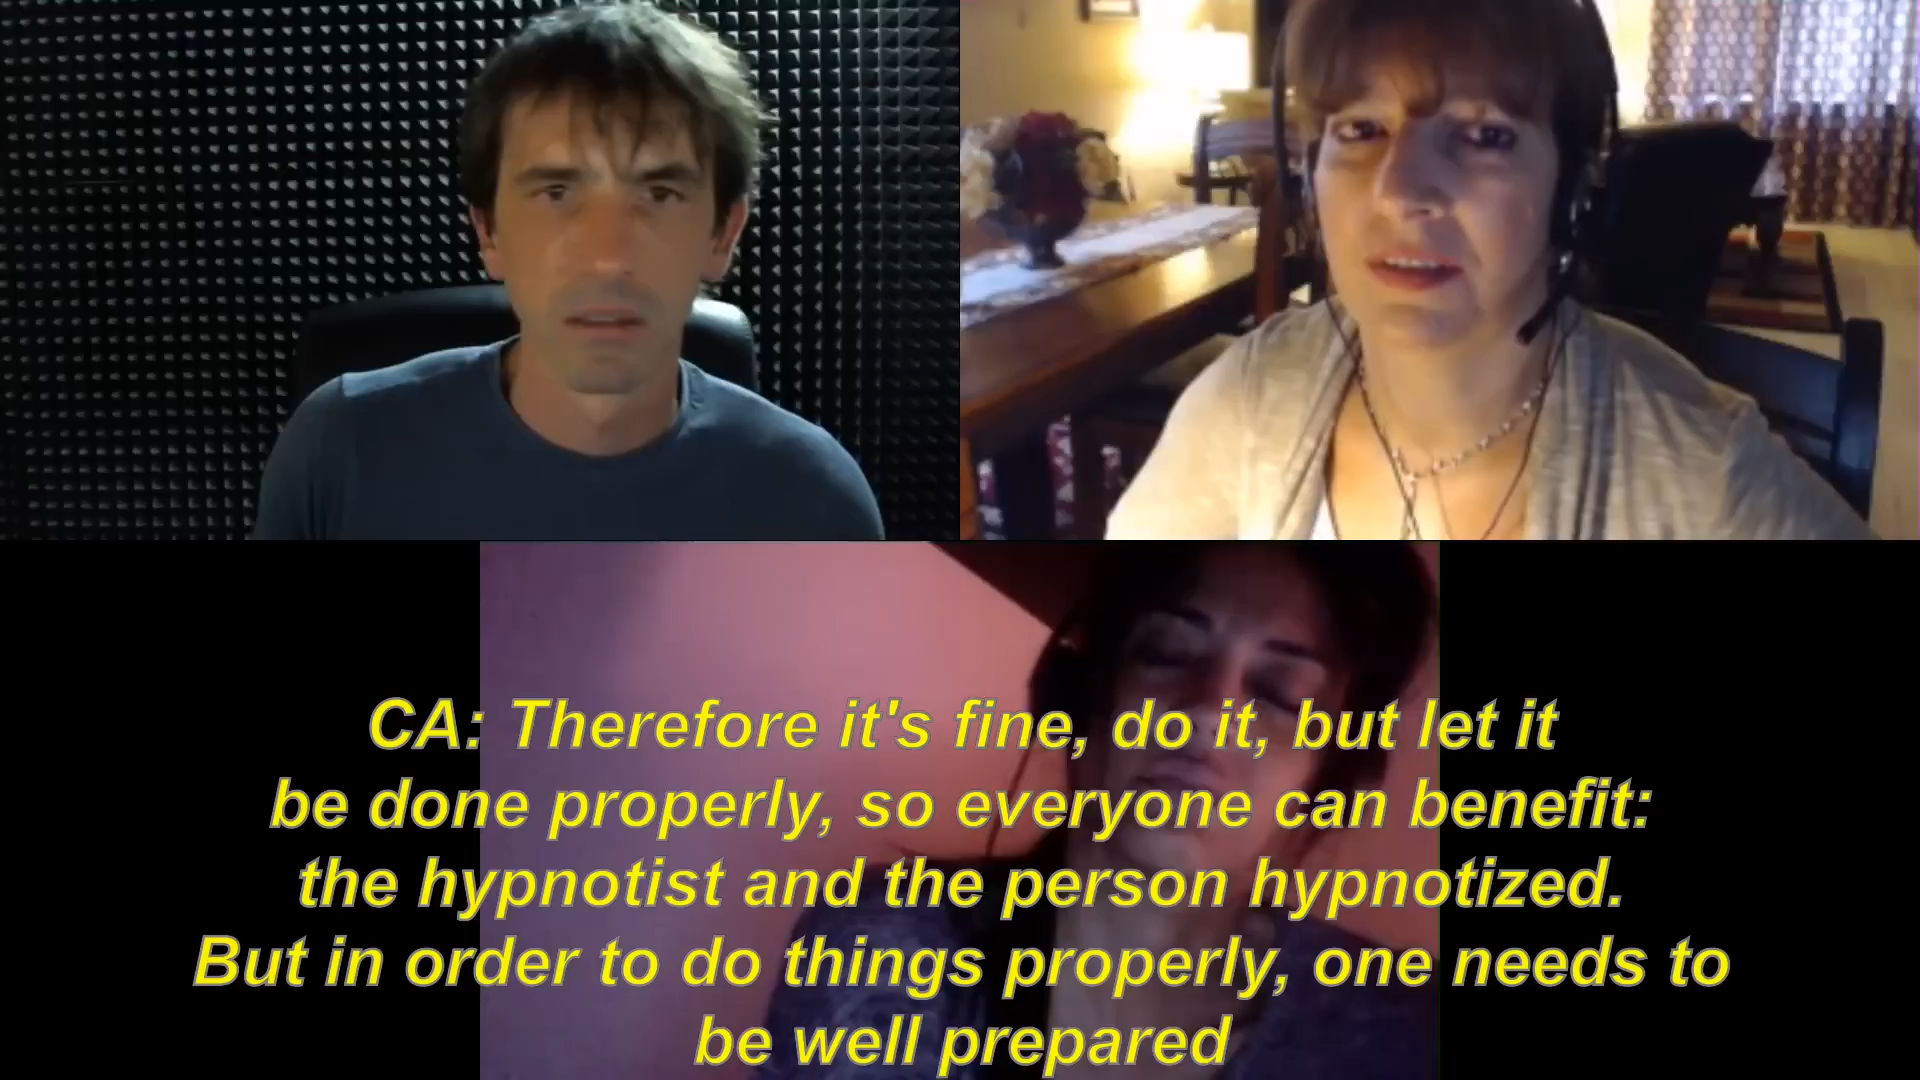 CA: Therefore it's fine, do it, but let it
be done properly, so everyone can benefit:
the hypnotist and the person hypnotized.
But in order to do things properly, one needs to
be well prepared